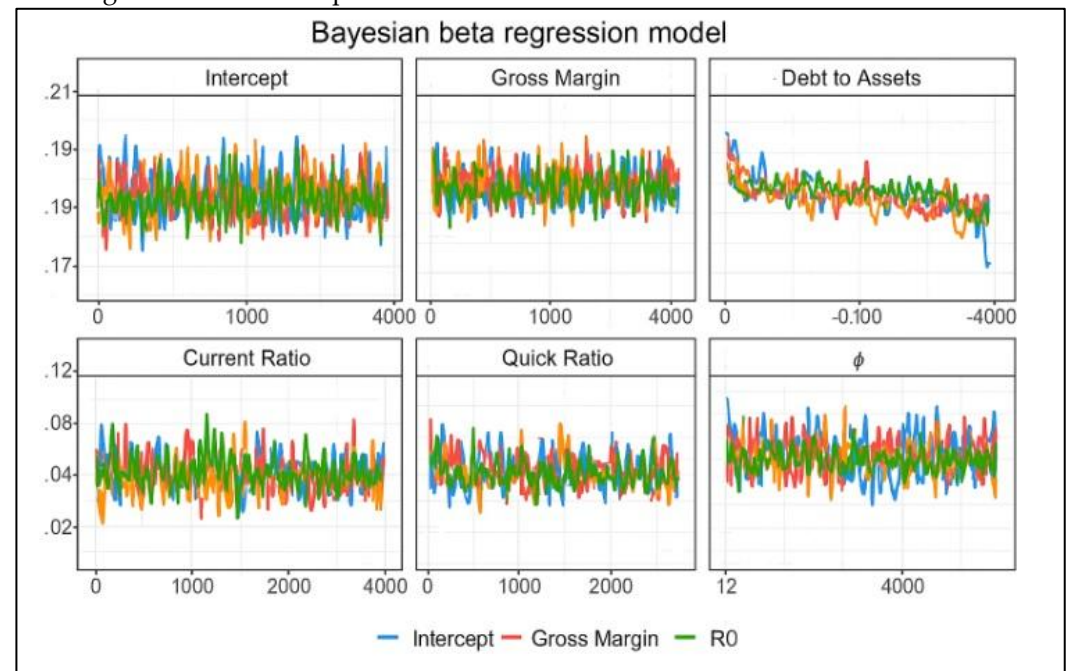 Bayesian beta regression model
Intercept Gross Margin Debt to Assets
.21
.19
.19
.17
0 1000 4000 0 1000 4000 0 -0.100 -4000
Current Ratio Quick Ratio ϕ
.12
.08
.04
.02
0 1000 2000 4000 0 1000 2000 12 4000
Intercept Gross Margin R0